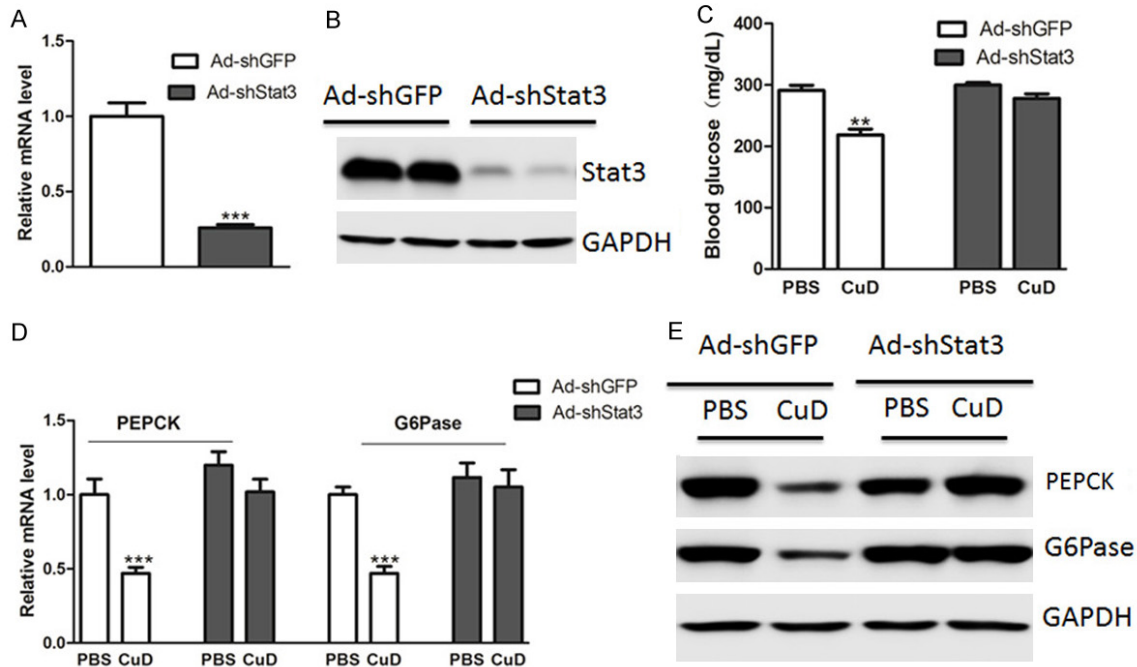 A
Ad-shGFP
Ad-shStat3
Relative mRNA level
1.5
1.0
0.5
0.0
***
B
Ad-shGFP Ad-shStat3
Stat3
GAPDH
C
Ad-shGFP
Ad-shStat3
Blood glucose (mg/dL)
400
300
200
100
0
**
PBS CuD PBS CuD
D
Ad-shGFP
Ad-shStat3
Relative mRNA level
1.5
1.0
0.5
0.0
PEPCK G6Pase
*** ***
PBS CuD PBS CuD PBS CuD PBS CuD
E
Ad-shGFP Ad-shStat3
PBS CuD PBS CuD
PEPCK
G6Pase
GAPDH